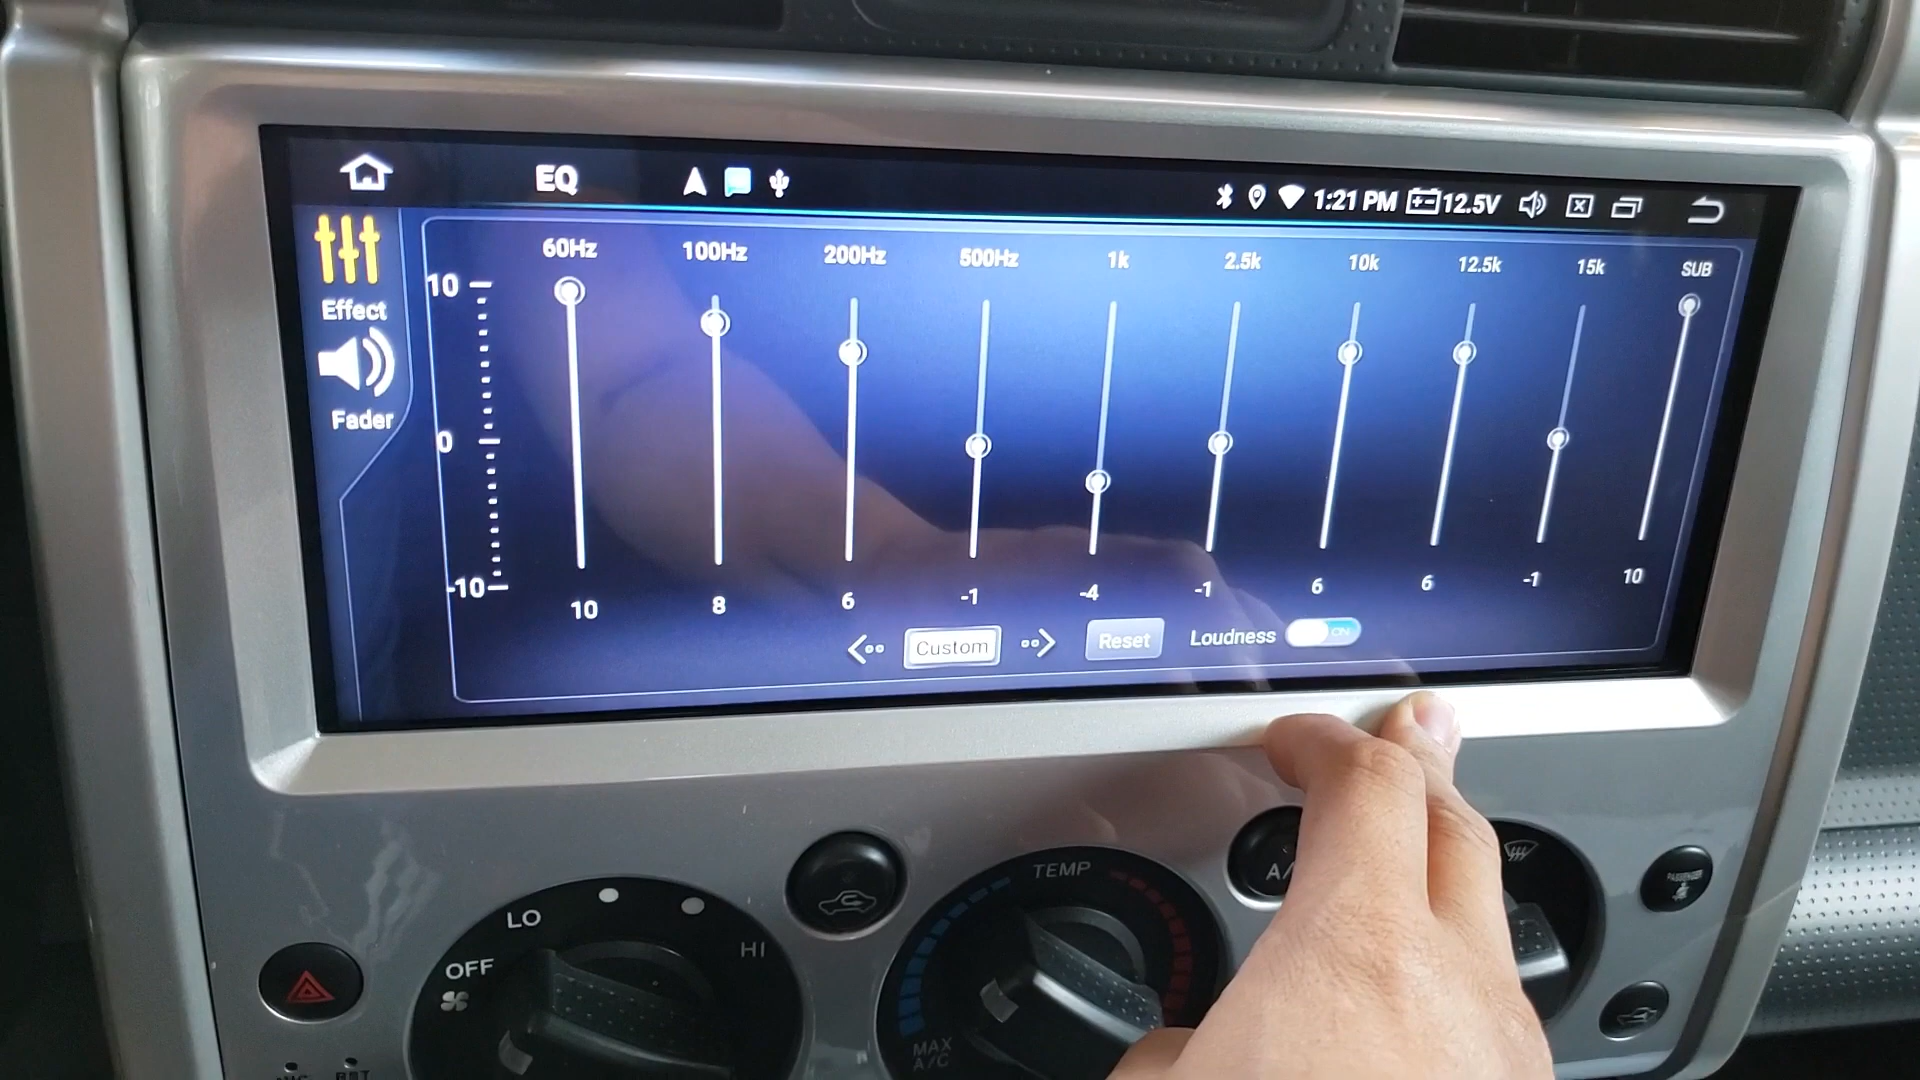 EQ 1:21 PM 12.5V
60Hz 100Hz 200Hz 500Hz 1k 2.5k 10k 12.5k 15k SUB
10
Effect
Fader
0
-10
10 8 6 -1 -4 -1 6 6 -1 10
Custom Reset Loudness ON
TEMP
A/
LO
HI
OFF
PASSENGER
MAX
A/C